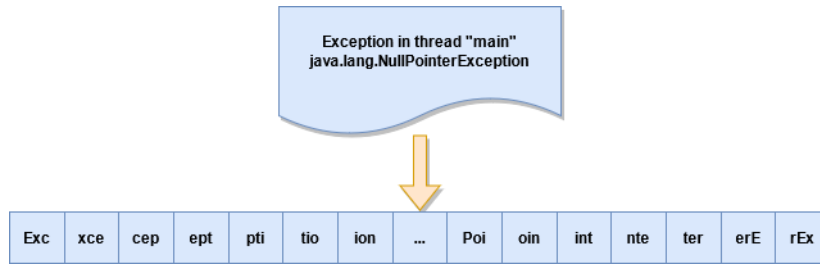 Exception in thread "main"
java.lang.NullPointerException
Exc xce cep ept pti tio ion ... Poi oin int nte ter erE rEx